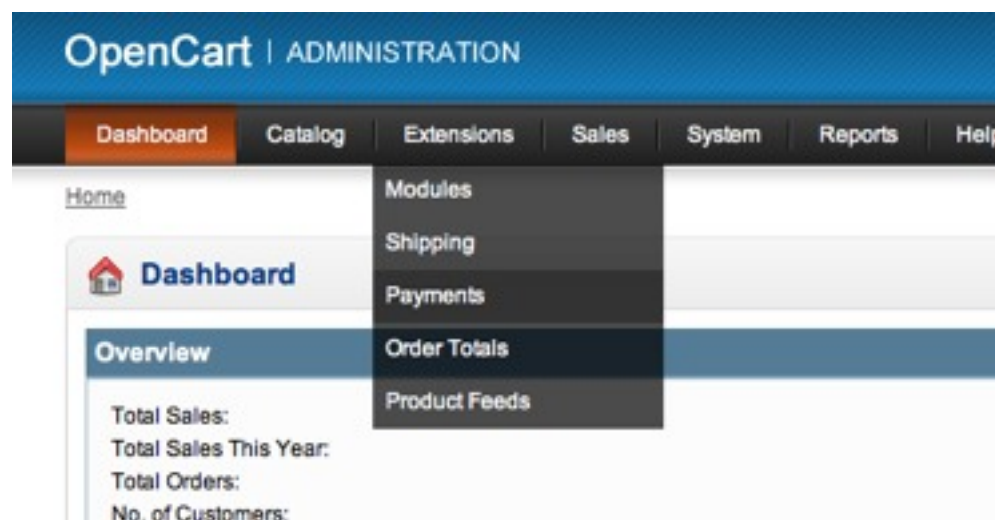 OpenCart | ADMINISTRATION
Dashboard Catalog Extensions Sales System Reports Help
Home
Modules
Shipping
Payments
Order Totals
Product Feeds
Dashboard
Overview
Total Sales:
Total Sales This Year:
Total Orders:
No. of Customers: